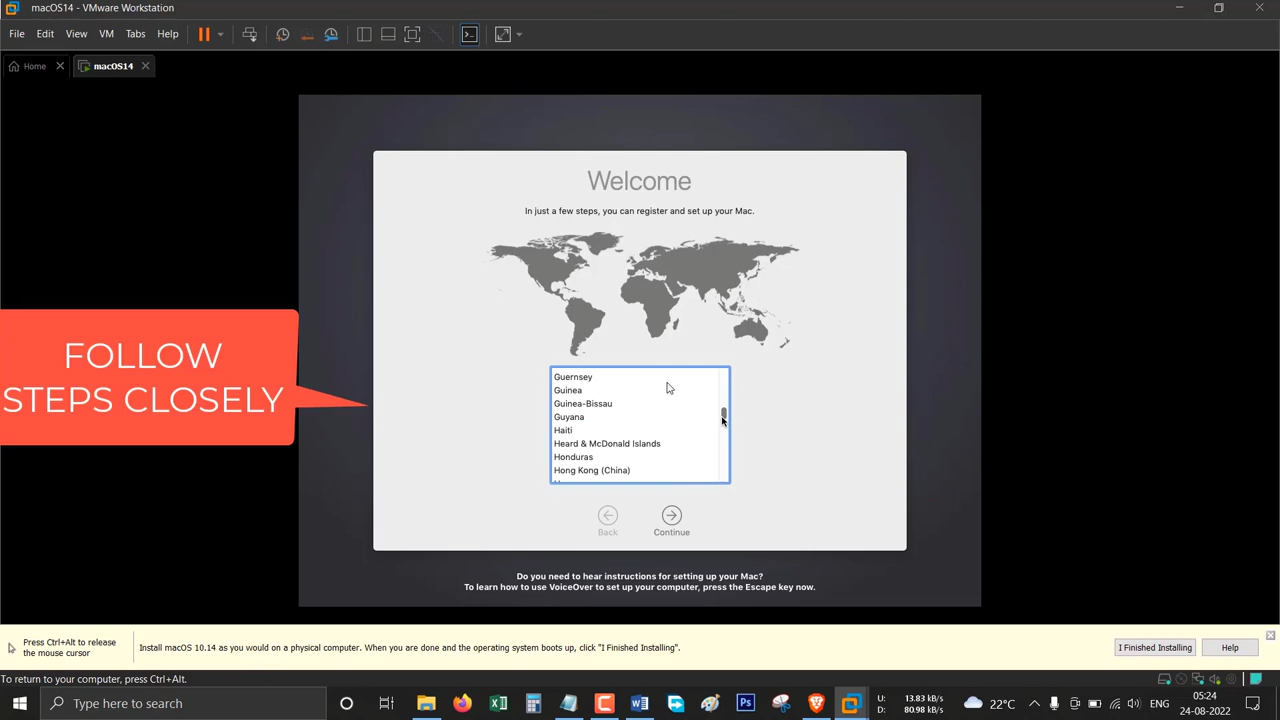 macOS14 - VMware Workstation
File Edit View VM Tabs Help
Home
macOS14
Welcome
In just a few steps, you can register and set up your Mac.
FOLLOW
STEPS CLOSELY
Guernsey
Guinea
Guinea-Bissau
Guyana
Haiti
Heard & McDonald Islands
Honduras
Hong Kong (China)
Back
Continue
Do you need to hear instructions for setting up your Mac?
To learn how to use VoiceOver to set up your computer, press the Escape key now.
Press Ctrl+Alt to release
the mouse cursor
Install macOS 10.14 as you would on a physical computer. When you are done and the operating system boots up, click "I Finished Installing".
I Finished Installing
Help
To return to your computer, press Ctrl+Alt.
Type here to search
Ps
U: 13.83 kB/s
D: 80.98 kB/s
22°C
05:24
24-08-2022